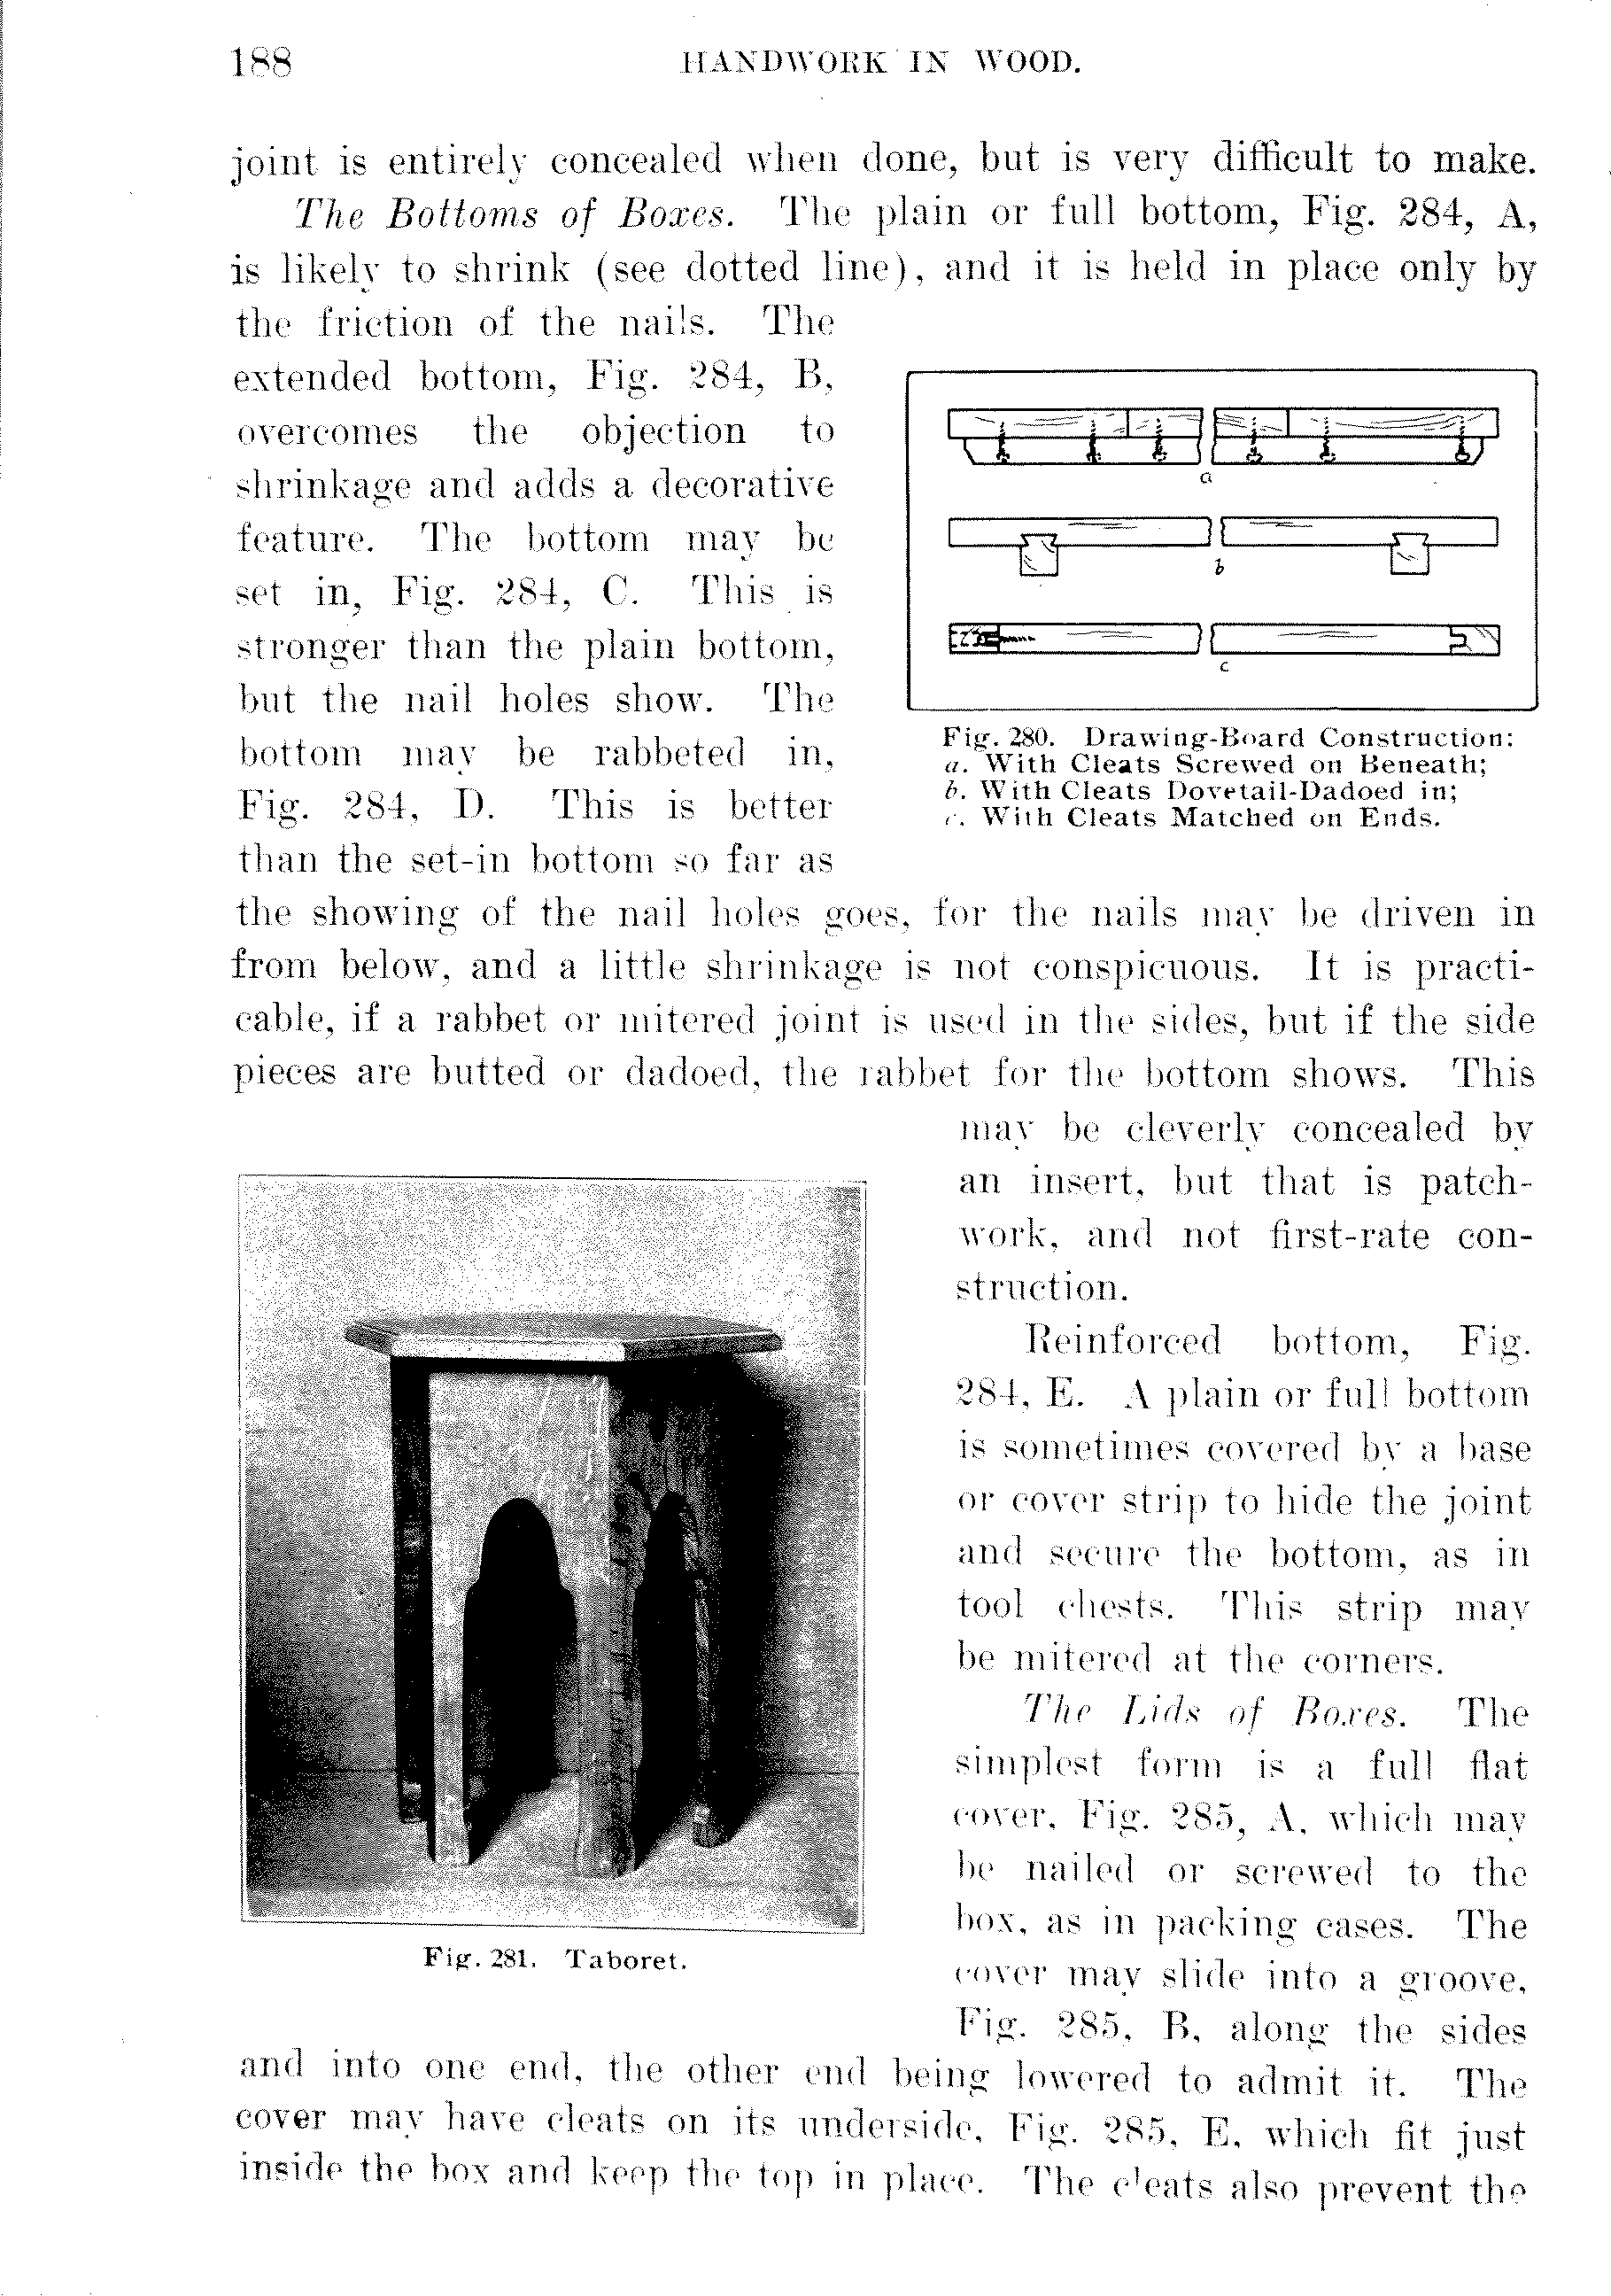 188
HANDWORK IN WOOD.
joint is entirely concealed when done, but is very difficult to make.
The Bottoms of Boxes. The plain or full bottom, Fig. 284, A,
is likely to shrink (see dotted line), and it is held in place only by
the friction of the nails. The
extended bottom, Fig. 284, B,
overcomes the objection to
shrinkage and adds a decorative
feature. The bottom may be
set in, Fig. 284, C. This is
stronger than the plain bottom,
but the nail holes show. The
bottom may be rabbeted in,
Fig. 284, D. This is better
than the set-in bottom so far as
a
b
c
Fig. 280. Drawing-Board Construction:
a. With Cleats Screwed on Beneath;
b. With Cleats Dovetail-Dadoed in;
c. With Cleats Matched on Ends.
the showing of the nail holes goes, for the nails may be driven in
from below, and a little shrinkage is not conspicuous. It is practi-
cable, if a rabbet or mitered joint is used in the sides, but if the side
pieces are butted or dadoed, the rabbet for the bottom shows. This
may be cleverly concealed by
an insert, but that is patch-
work, and not first-rate con-
struction.
Reinforced bottom, Fig.
284, E. A plain or full bottom
is sometimes covered by a base
or cover strip to hide the joint
and secure the bottom, as in
tool chests. This strip may
be mitered at the corners.
The Lids of Boxes. The
simplest form is a full flat
cover, Fig. 285, A, which may
be nailed or screwed to the
box, as in packing cases. The
cover may slide into a groove,
Fig. 285, B, along the sides
Fig. 281. Taboret.
and into one end, the other end being lowered to admit it. The
cover may have cleats on its underside, Fig. 285, E, which fit just
inside the box and keep the top in place. The cleats also prevent the